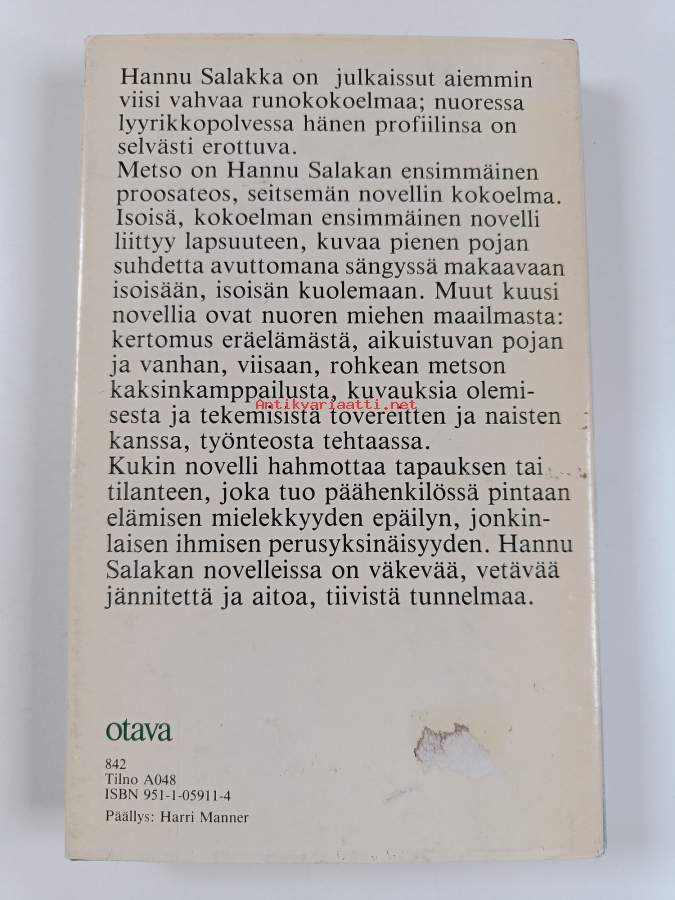 Hannu Salakka on julkaissut aiemmin
viisi vahvaa runokokoelmaa; nuoressa
lyyrikkopolvessa hänen profiilinsa on
selvästi erottuva.
Metso on Hannu Salakan ensimmäinen
proosateos, seitsemän novellin kokoelma.
Isoisä, kokoelman ensimmäinen novelli
liittyy lapsuuteen, kuvaa pienen pojan
suhdetta avuttomana sängyssä makaavaan
isoisään, isoisän kuolemaan. Muut kuusi
novellia ovat nuoren miehen maailmasta:
kertomus eräelämästä, aikuistuvan pojan
ja vanhan, viisaan, rohkean metson
kaksinkamppailusta, kuvauksia olemi-
sesta ja tekemisistä tovereitten ja naisten
Antikvariaatti.net
kanssa, työnteosta tehtaassa.
Kukin novelli hahmottaa tapauksen tai
tilanteen, joka tuo päähenkilössä pintaan
elämisen mielekkyyden epäilyn, jonkin-
laisen ihmisen perusyksinäisyyden. Hannu
Salakan novelleissa on väkevää, vetävää
jännitettä ja aitoa, tiivistä tunnelmaa.
otava
842
Tilno A048
ISBN 951-1-05911-4
Päällys: Harri Manner